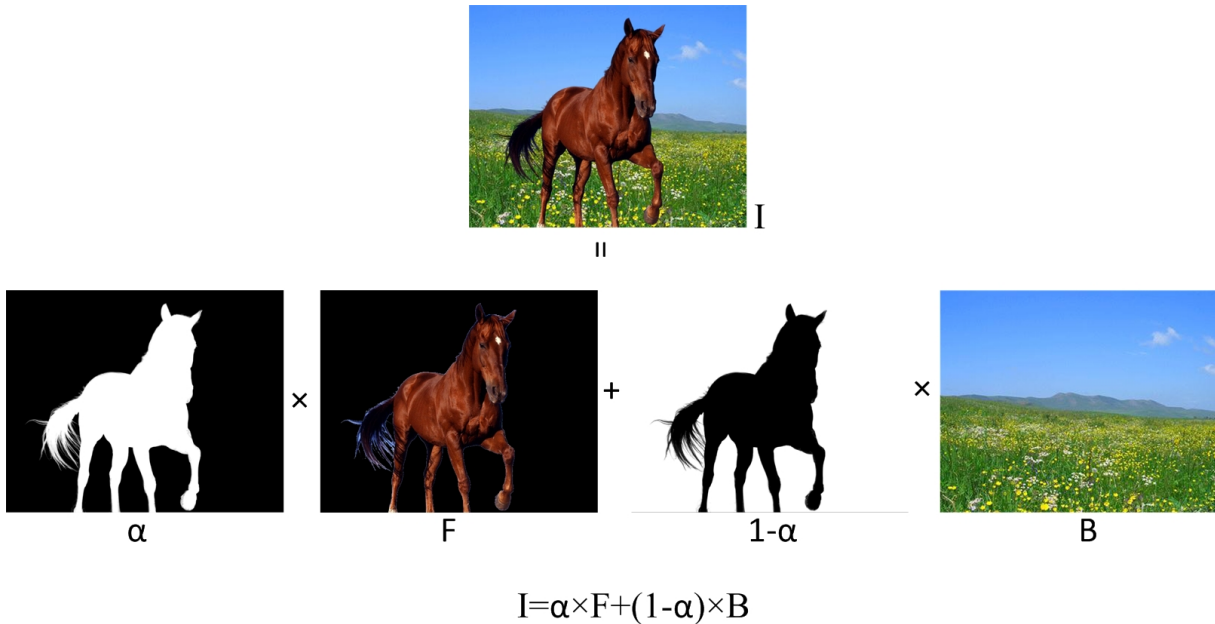 I
=
× + ×
α F 1-α B
I=α×F+(1-α)×B